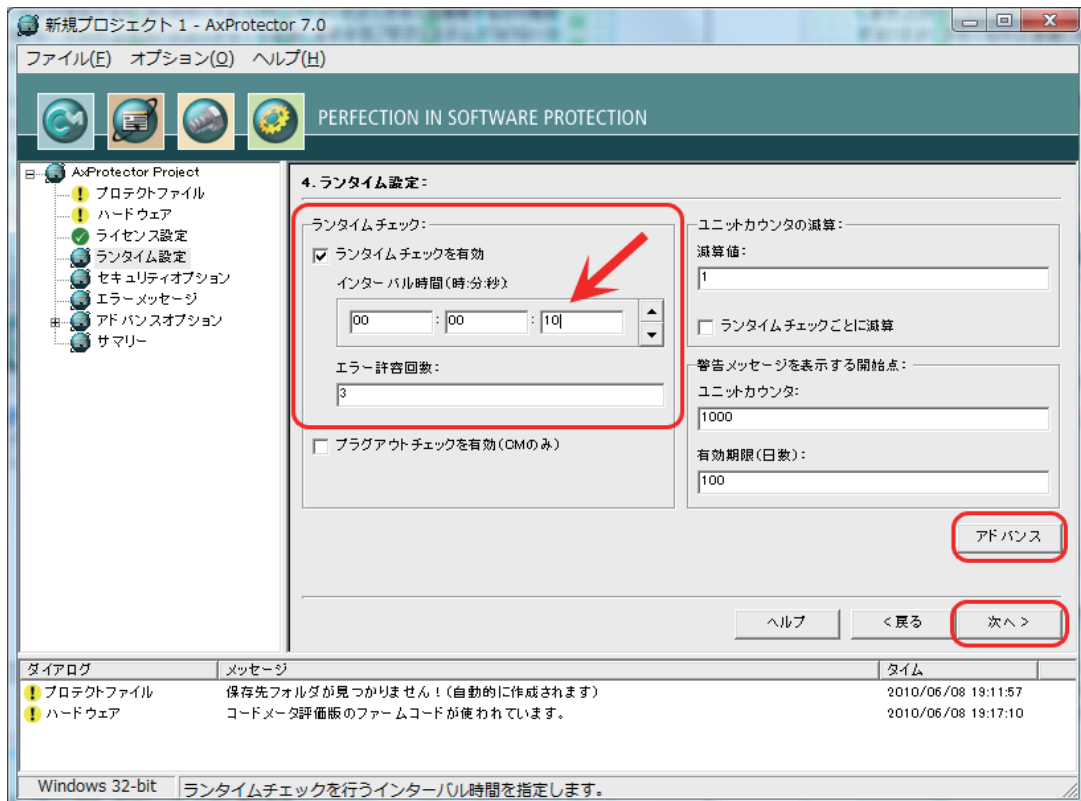 新規プロジェクト 1 - AxProtector 7.0
ファイル(F) オプション(O) ヘルプ(H)
PERFECTION IN SOFTWARE PROTECTION
AxProtector Project
プロテクトファイル
ハードウェア
ライセンス設定
ランタイム設定
セキュリティオプション
エラーメッセージ
アドバンスオプション
サマリー
4.ランタイム設定:
ランタイムチェック:
ランタイムチェックを有効
インターバル時間(時:分:秒)
00 : 00 : 10
エラー許容回数:
3
プラグアウトチェックを有効(CMのみ)
ユニットカウンタの減算:
減算値:
1
ランタイムチェックごとに減算
警告メッセージを表示する開始点:
ユニットカウンタ:
1000
有効期限(日数):
100
アドバンス
ヘルプ <戻る 次へ>
ダイアログ メッセージ タイム
プロテクトファイル 保存先フォルダが見つかりません!(自動的に作成されます) 2010/06/08 19:11:57
ハードウェア コードメータ評価版のファームコードが使われています。 2010/06/08 19:17:10
Windows 32-bit ランタイムチェックを行うインターバル時間を指定します。